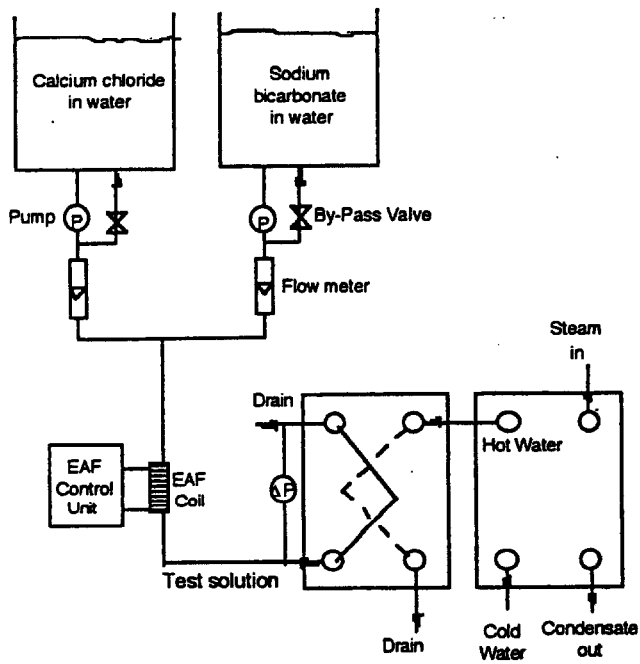 Calcium chloride
in water
Sodium
bicarbonate
in water
Pump
P
P
By-Pass Valve
Flow meter
Steam
in
Drain
Hot Water
EAF
Control
Unit
EAF
Coil
ΔP
Test solution
Drain
Cold
Water
Condensate
out